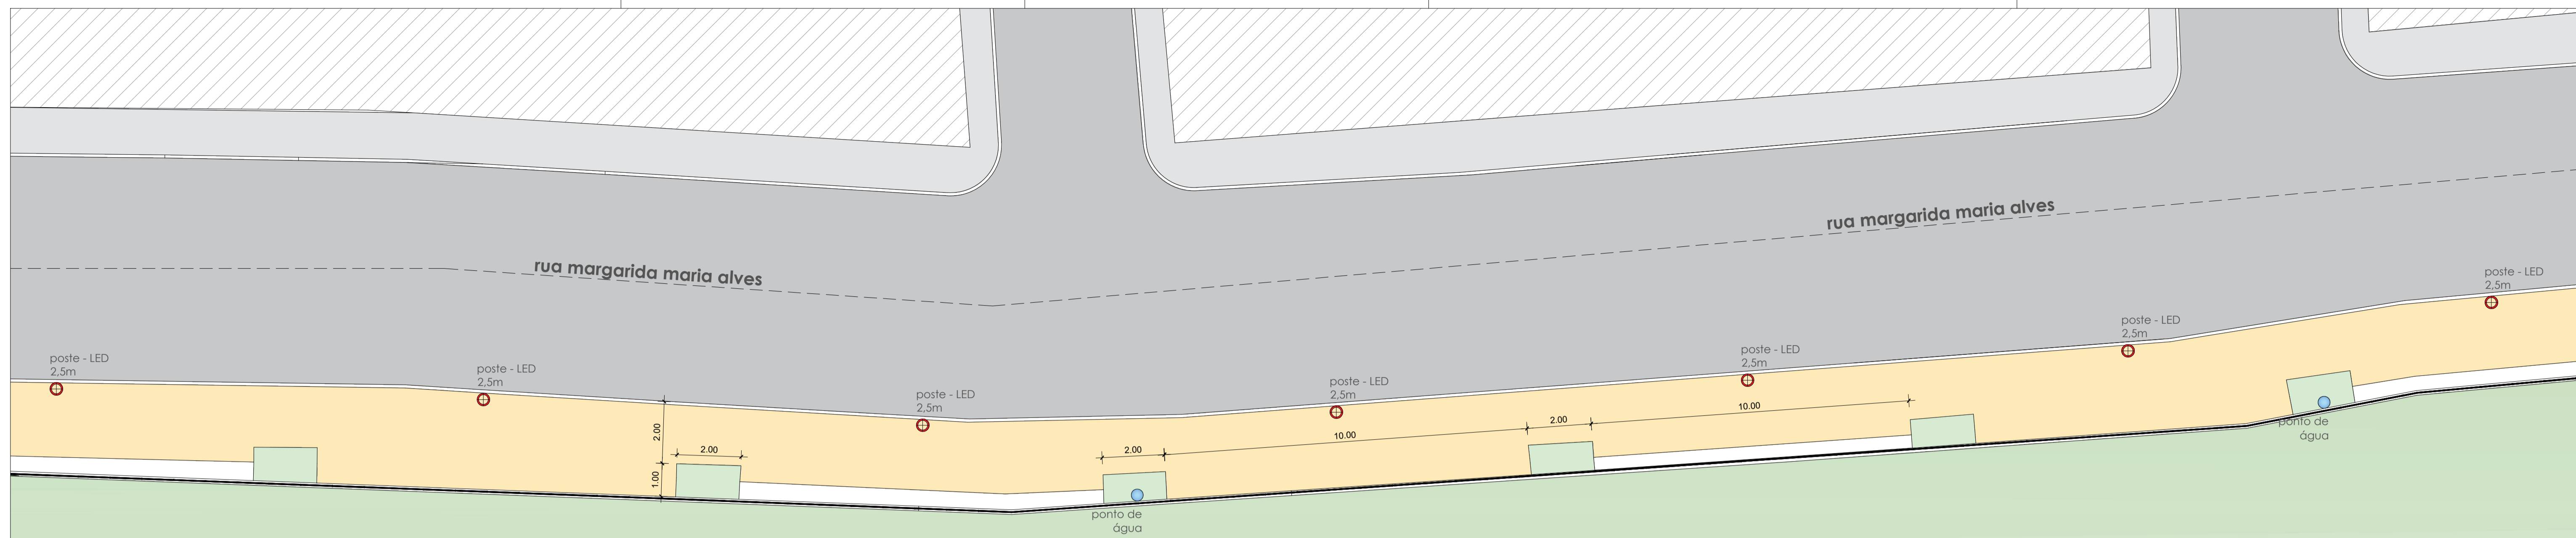 rua margarida maria alves
rua margarida maria alves
poste - LED
2,5m
poste - LED
2,5m
poste - LED
2,5m
poste - LED
2,5m
poste - LED
2,5m
poste - LED
2,5m
poste - LED
2,5m
2.00
1.00
2.00
2.00
10.00
2.00
10.00
ponto de
água
ponto de
água